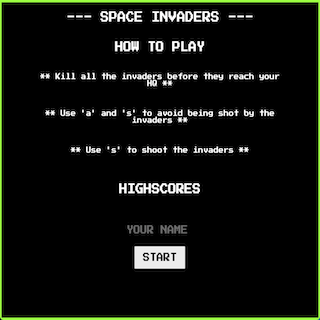 --- SPACE INVADERS ---
HOW TO PLAY
** Kill all the invaders before they reach your
HQ **
** Use 'a' and 's' to avoid being shot by the
invaders **
** Use 's' to shoot the invaders **
HIGHSCORES
YOUR NAME
START